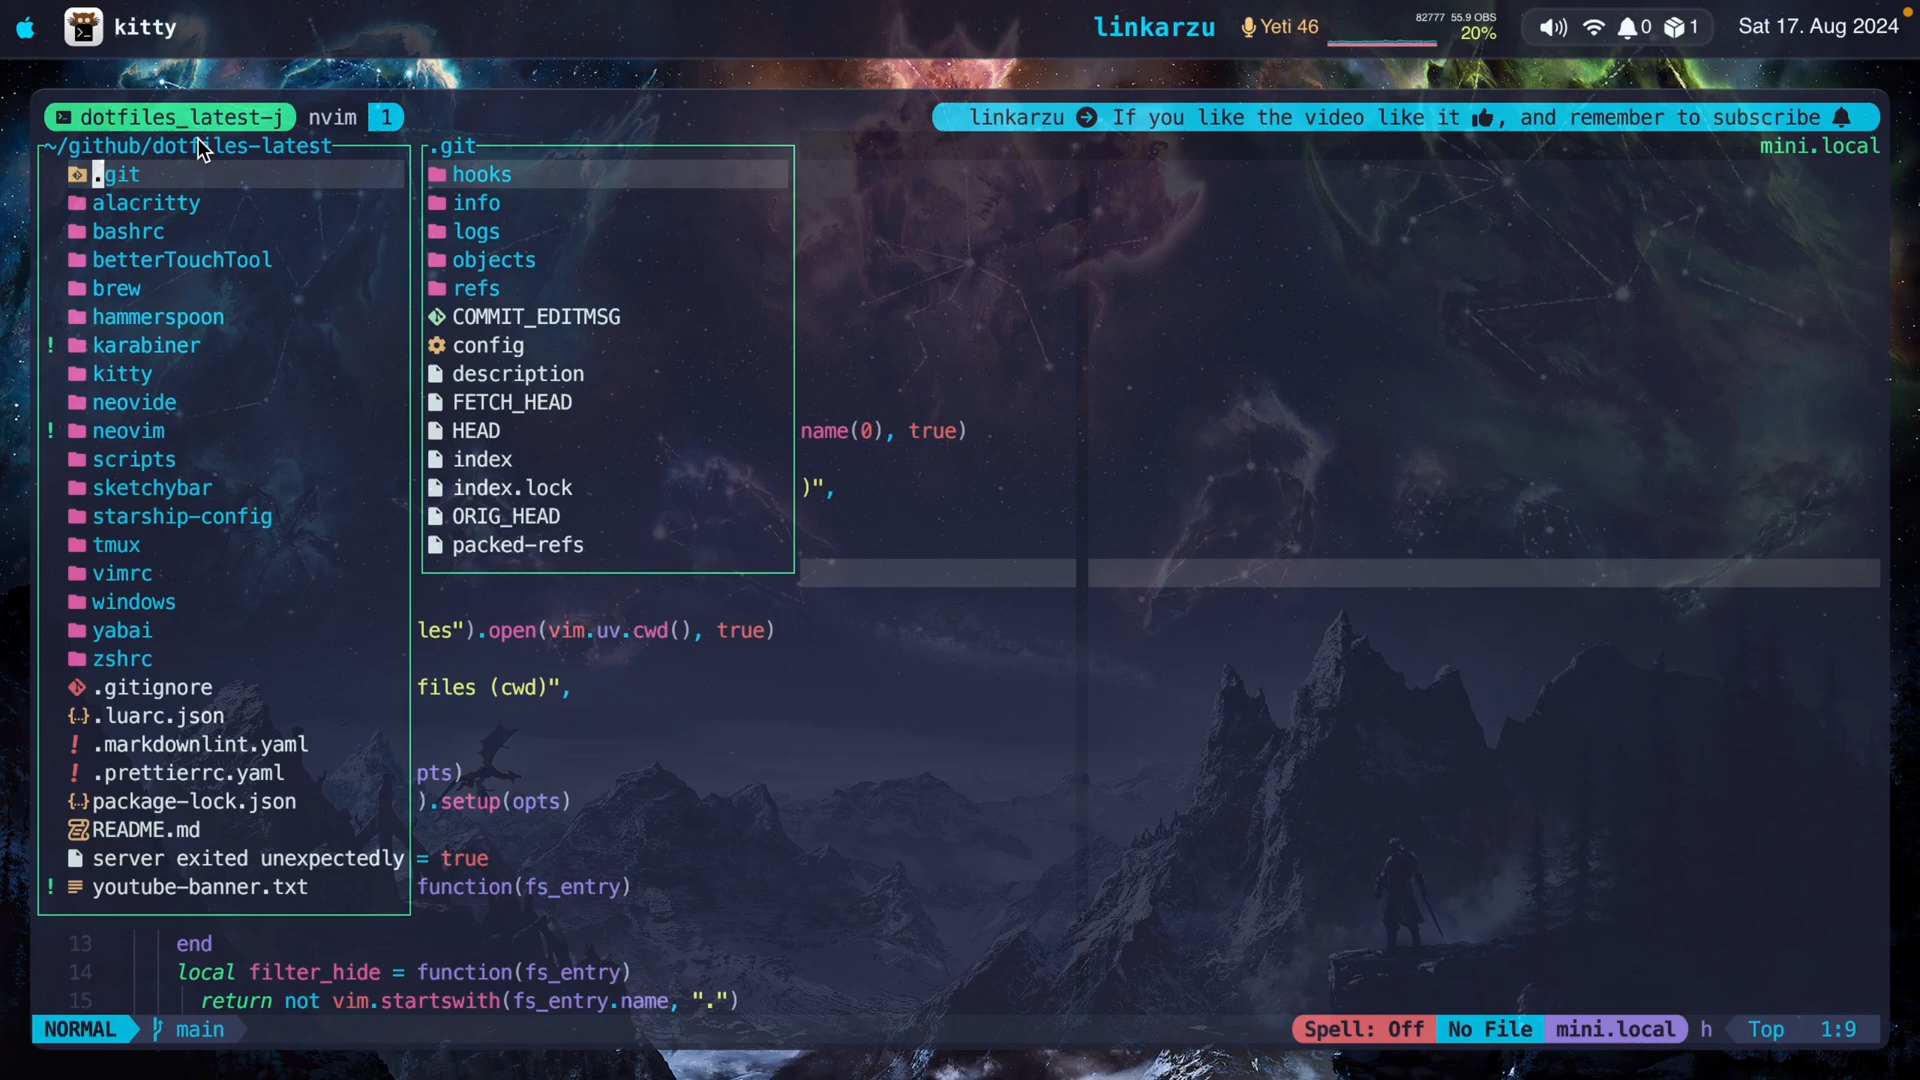 kitty
linkarzu
Yeti 46
82777 55.9 OBS
20%
0
1
Sat 17. Aug 2024
dotfiles_latest-j nvim 1
linkarzu If you like the video like it , and remember to subscribe
~/github/dotfiles-latest
.git
mini.local
.git
alacritty
bashrc
betterTouchTool
brew
hammerspoon
! karabiner
kitty
neovide
! neovim
scripts
sketchybar
starship-config
tmux
vimrc
windows
yabai
zshrc
.gitignore
{..} .luarc.json
! .markdownlint.yaml
! .prettierrc.yaml
{..} package-lock.json
README.md
server exited unexpectedly
! youtube-banner.txt
hooks
info
logs
objects
refs
COMMIT_EDITMSG
config
description
FETCH_HEAD
HEAD
index
index.lock
ORIG_HEAD
packed-refs
name(0), true)
)",
les").open(vim.uv.cwd(), true)
files (cwd)",
pts)
).setup(opts)
= true
function(fs_entry)
13 end
14 local filter_hide = function(fs_entry)
15 return not vim.startswith(fs_entry.name, ".")
NORMAL main
Spell: Off No File mini.local h Top 1:9